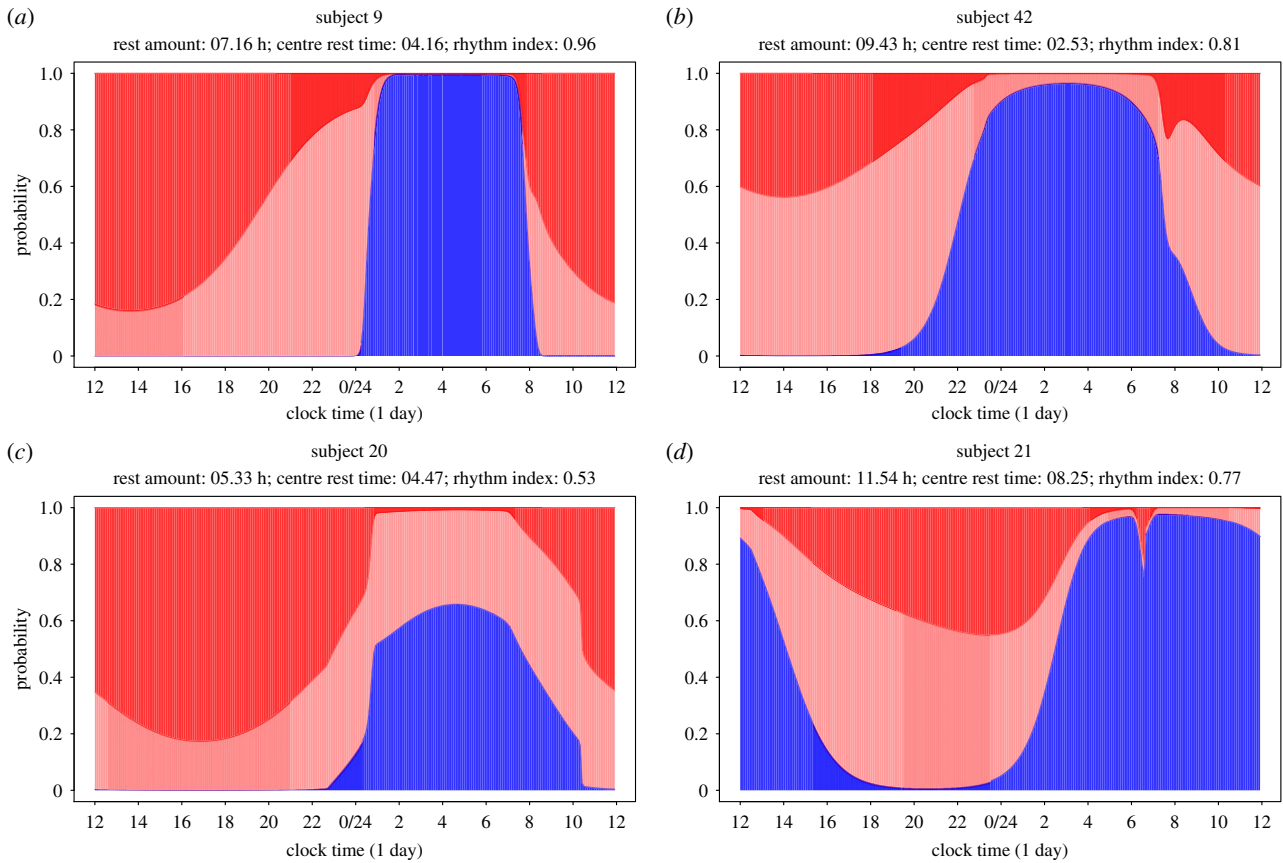 (a) subject 9
rest amount: 07.16 h; centre rest time: 04.16; rhythm index: 0.96
1.0
0.8
0.6
0.4
0.2
0
probability
12 14 16 18 20 22 0/24 2 4 6 8 10 12
clock time (1 day)
(b) subject 42
rest amount: 09.43 h; centre rest time: 02.53; rhythm index: 0.81
1.0
0.8
0.6
0.4
0.2
0
12 14 16 18 20 22 0/24 2 4 6 8 10 12
clock time (1 day)
(c) subject 20
rest amount: 05.33 h; centre rest time: 04.47; rhythm index: 0.53
1.0
0.8
0.6
0.4
0.2
0
probability
12 14 16 18 20 22 0/24 2 4 6 8 10 12
clock time (1 day)
(d) subject 21
rest amount: 11.54 h; centre rest time: 08.25; rhythm index: 0.77
1.0
0.8
0.6
0.4
0.2
0
12 14 16 18 20 22 0/24 2 4 6 8 10 12
clock time (1 day)